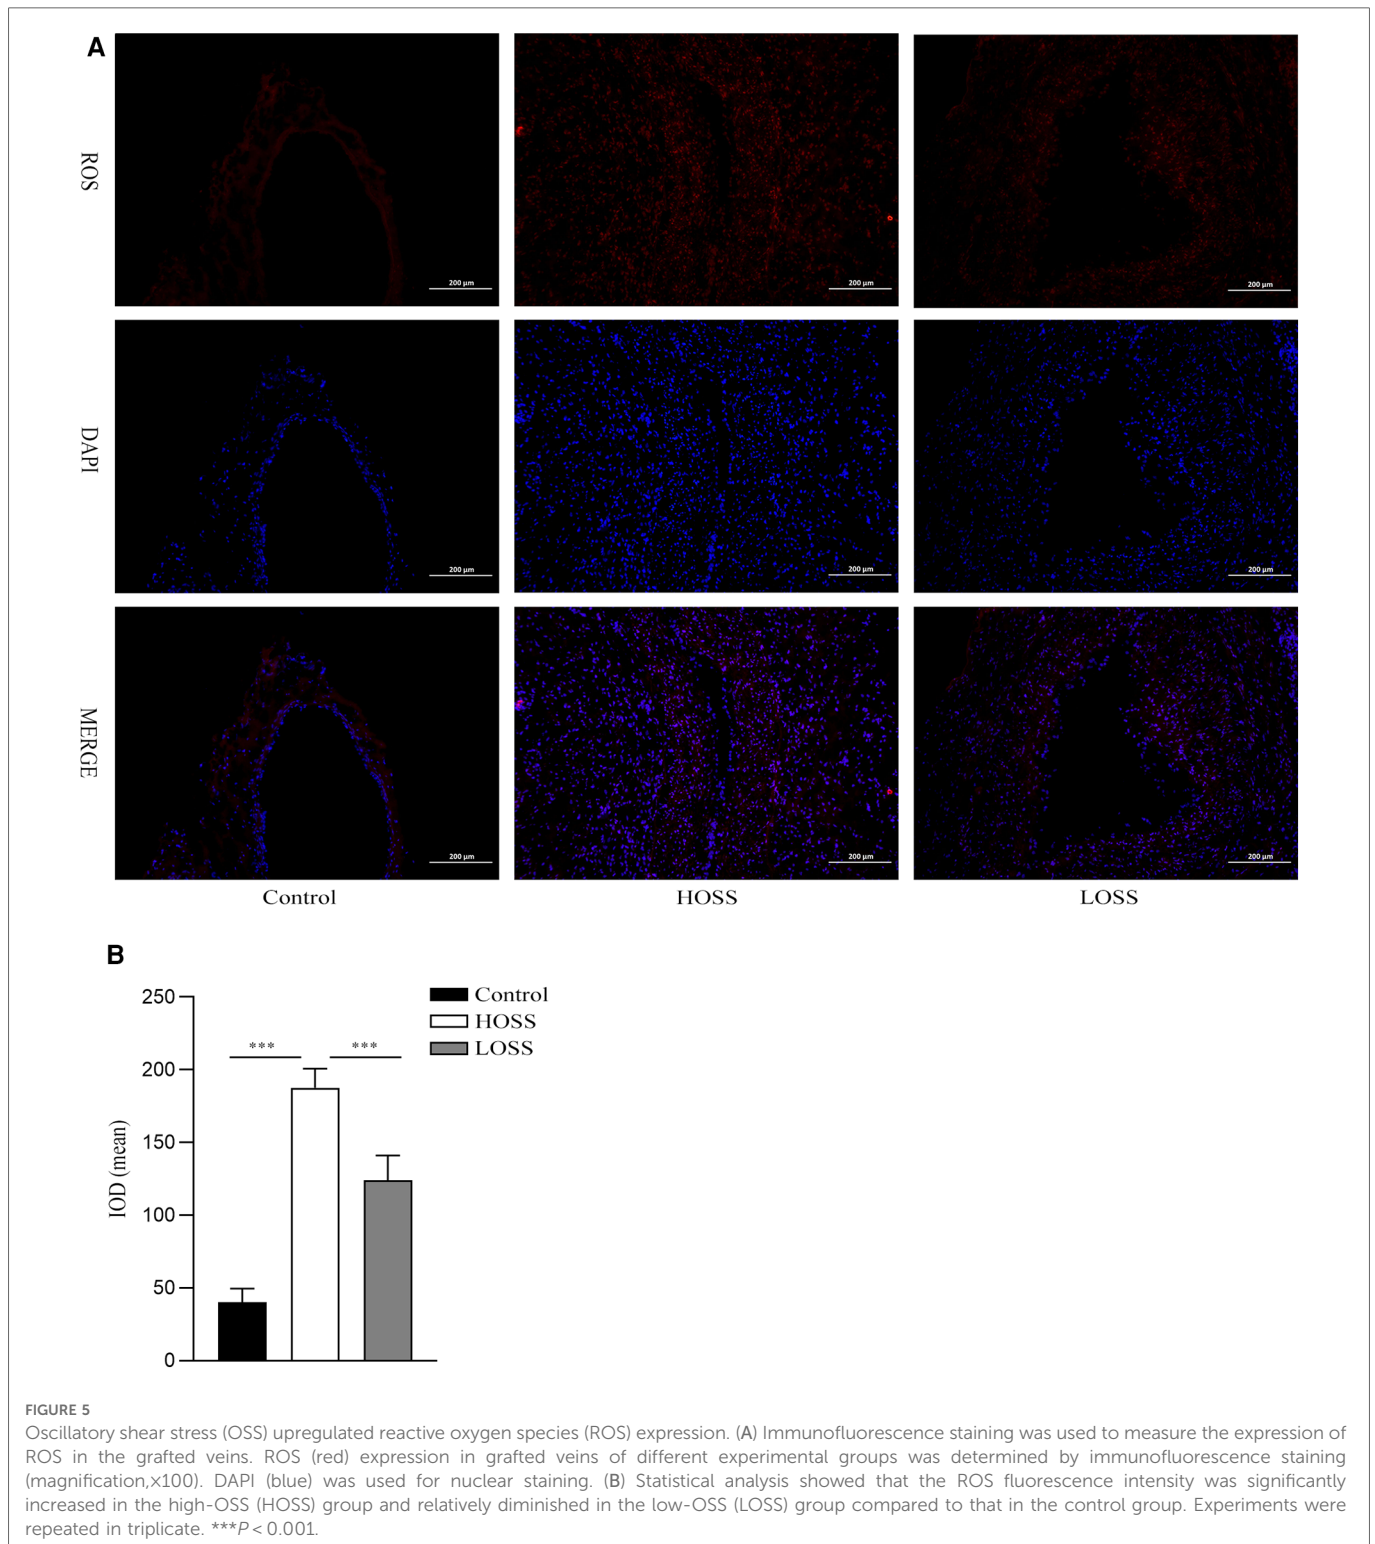 A
ROS
200 µm
200 µm
200 µm
DAPI
200 µm
200 µm
200 µm
MERGE
200 µm
200 µm
200 µm
Control
HOSS
LOSS
B
250
200
150
100
50
0
IOD (mean)
***
***
Control
HOSS
LOSS
FIGURE 5
Oscillatory shear stress (OSS) upregulated reactive oxygen species (ROS) expression. (A) Immunofluorescence staining was used to measure the expression of
ROS in the grafted veins. ROS (red) expression in grafted veins of different experimental groups was determined by immunofluorescence staining
(magnification,×100). DAPI (blue) was used for nuclear staining. (B) Statistical analysis showed that the ROS fluorescence intensity was significantly
increased in the high-OSS (HOSS) group and relatively diminished in the low-OSS (LOSS) group compared to that in the control group. Experiments were
repeated in triplicate. ***P < 0.001.